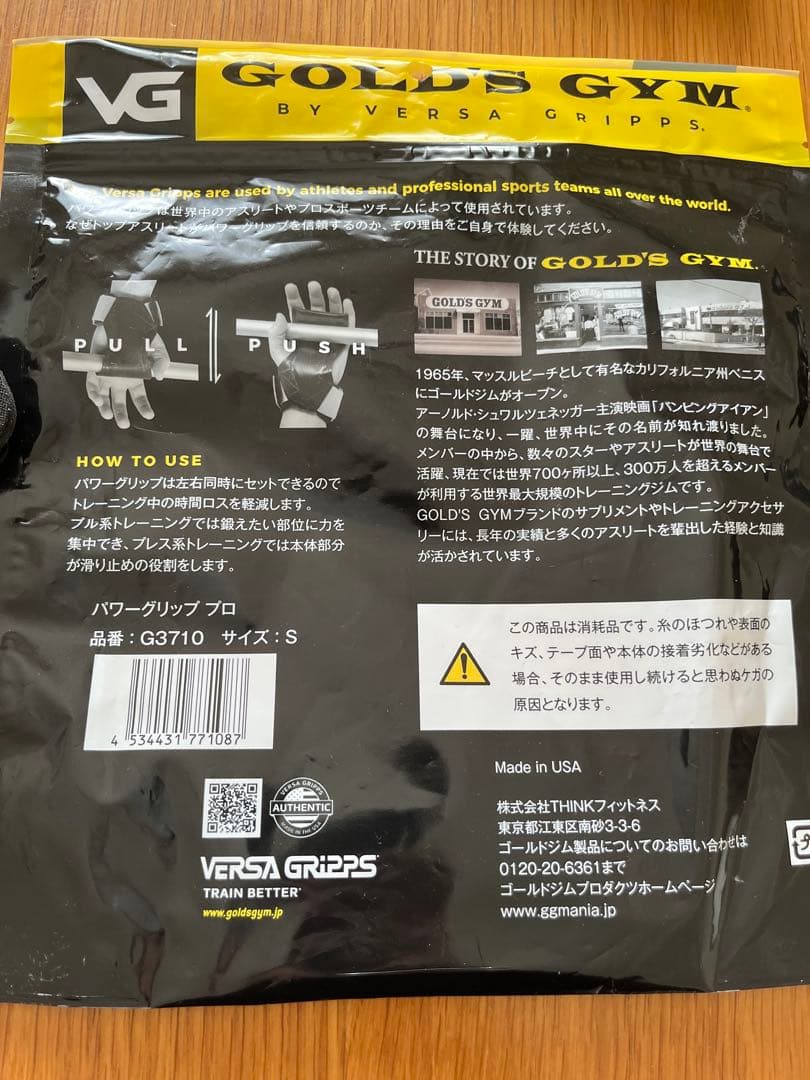 VG
GOLD'S GYM®
BY VERSA GRIPPS®
Versa Gripps are used by athletes and professional sports teams all over the world.
は世界中のアスリートやプロスポーツチームによって使用されています。
なぜトップアスリートがパワーグリップを信頼するのか、その理由をご自身で体験してください。
PULL
PUSH
HOW TO USE
パワーグリップは左右同時にセットできるので
トレーニング中の時間ロスを軽減します。
プル系トレーニングでは鍛えたい部位に力を
集中でき、プレス系トレーニングでは本体部分
が滑り止めの役割をします。
パワーグリップ プロ
品番：G3710 サイズ：S
4 534431 771087
THE STORY OF GOLD'S GYM.
GOLD'S GYM
1965年、マッスルビーチとして有名なカリフォルニア州ベニス
にゴールドジムがオープン。
アーノルド・シュワルツェネッガー主演映画「パンピングアイアン」
の舞台になり、一躍、世界中にその名前が知れ渡りました。
メンバーの中から、数々のスターやアスリートが世界の舞台で
活躍、現在では世界700ヶ所以上、300万人を超えるメンバー
が利用する世界最大規模のトレーニングジムです。
GOLD'S GYMブランドのサプリメントやトレーニングアクセサ
リーには、長年の実績と多くのアスリートを輩出した経験と知識
が活かされています。
この商品は消耗品です。糸のほつれや表面の
キズ、テープ面や本体の接着劣化などがある
場合、そのまま使用し続けると思わぬケガの
原因となります。
VERSA GRIPPS
AUTHENTIC
MADE IN THE USA
VERSA GRIPPS®
TRAIN BETTER®
www.goldsgym.jp
Made in USA
株式会社THINKフィットネス
東京都江東区南砂3-3-6
ゴールドジム製品についてのお問い合わせは
0120-20-6361まで
ゴールドジムプロダクツホームページ
www.ggmania.jp